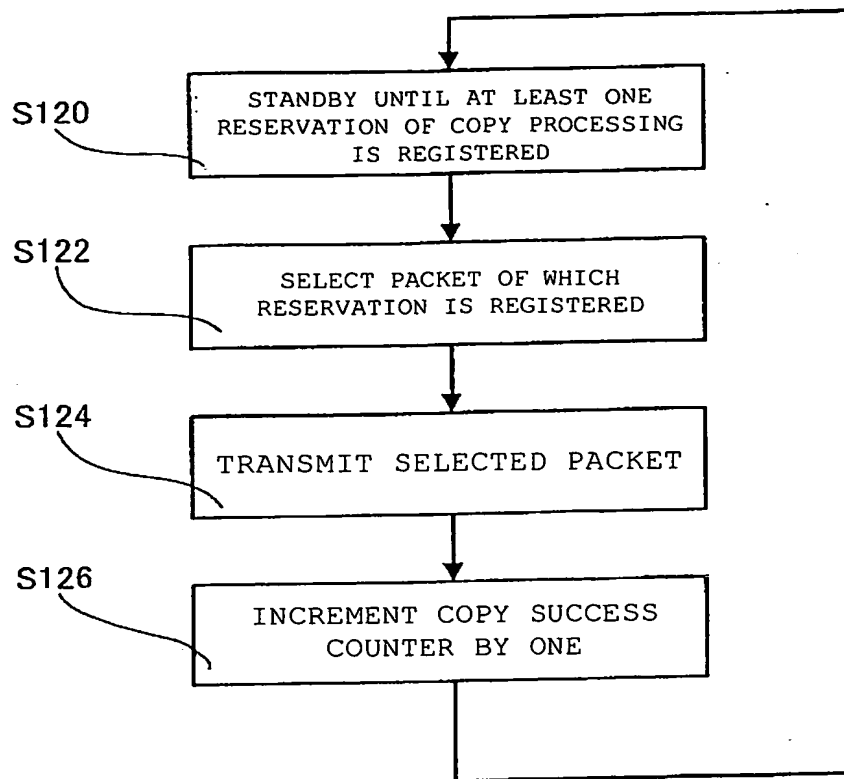 S120
STANDBY UNTIL AT LEAST ONE
RESERVATION OF COPY PROCESSING
IS REGISTERED
S122
SELECT PACKET OF WHICH
RESERVATION IS REGISTERED
S124
TRANSMIT SELECTED PACKET
S126
INCREMENT COPY SUCCESS
COUNTER BY ONE